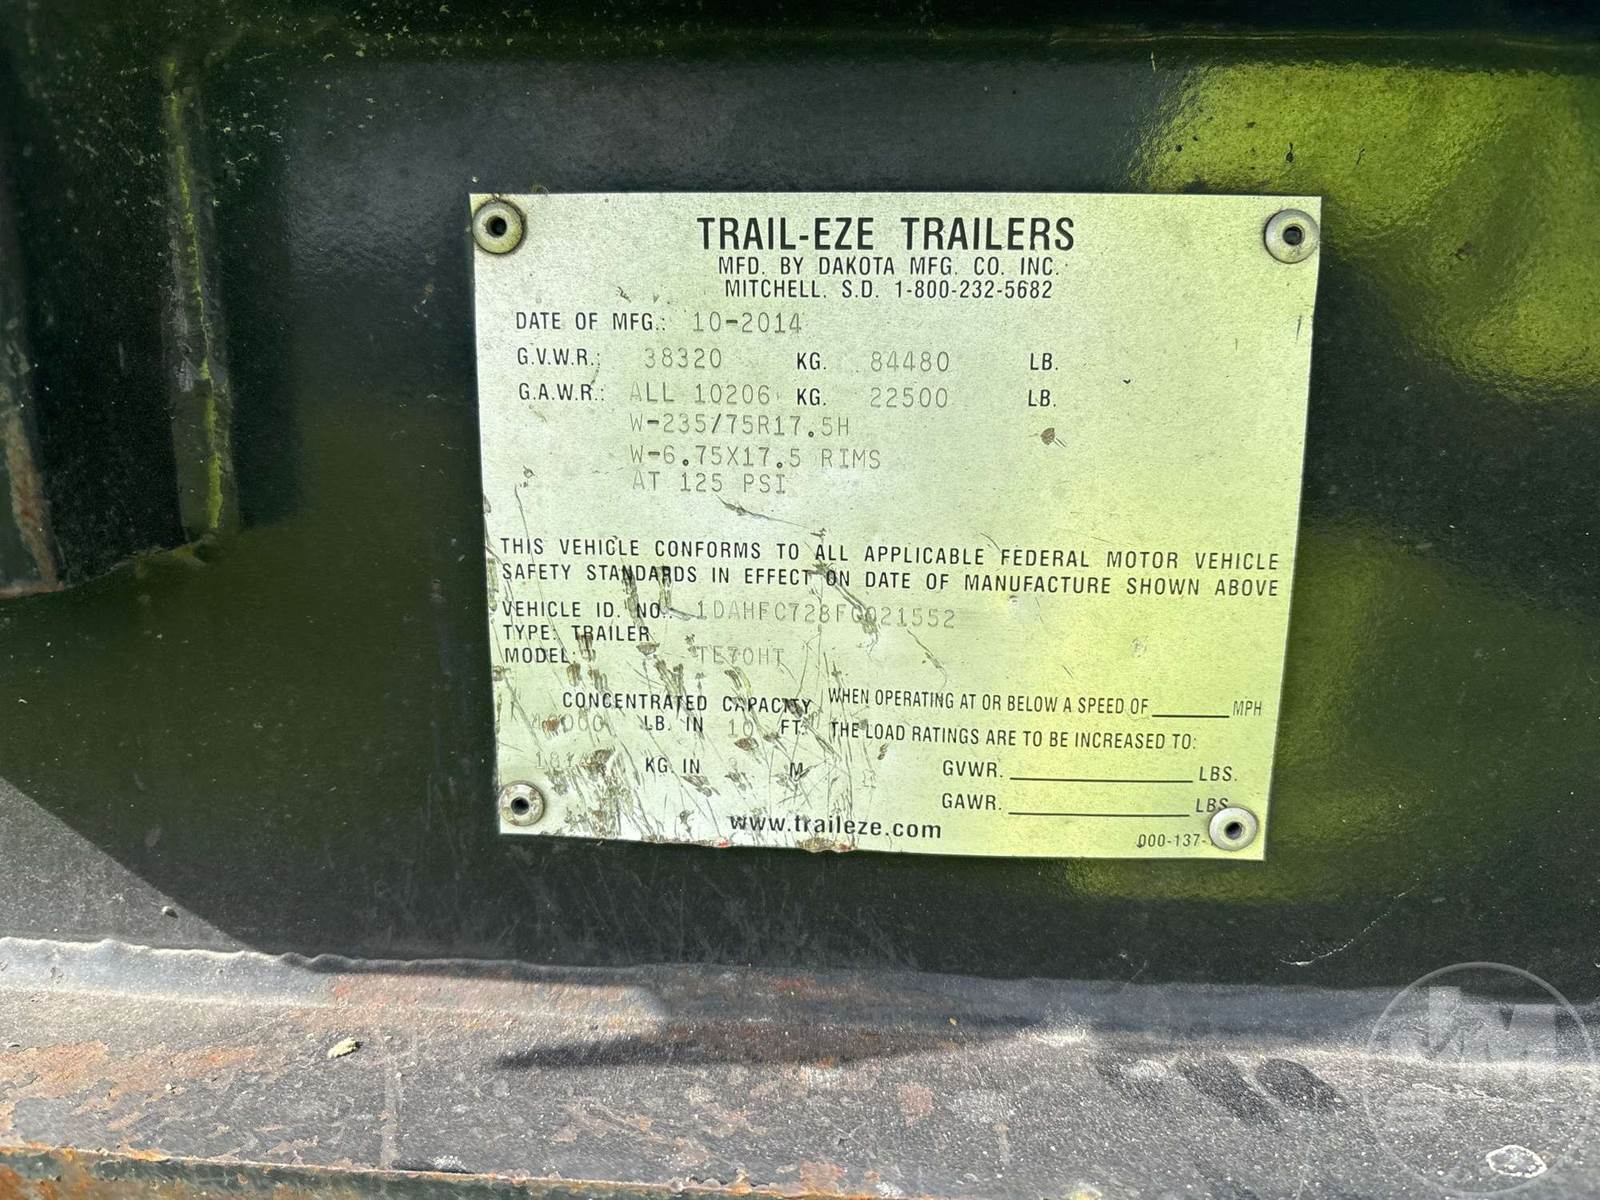 TRAIL-EZE TRAILERS
MFD. BY DAKOTA MFG. CO. INC.
MITCHELL, S.D. 1-800-232-5682
DATE OF MFG.: 10-2014
G.V.W.R.: 38320 KG. 84480 LB.
G.A.W.R.: ALL 10206 KG. 22500 LB.
W-235/75R17.5H
W-6.75X17.5 RIMS
AT 125 PSI
THIS VEHICLE CONFORMS TO ALL APPLICABLE FEDERAL MOTOR VEHICLE
SAFETY STANDARDS IN EFFECT ON DATE OF MANUFACTURE SHOWN ABOVE
VEHICLE ID. NO.:
TYPE: TRAILER
MODEL: TE70HT
CONCENTRATED CAPACITY
LB. IN 10 FT.
KG. IN M
WHEN OPERATING AT OR BELOW A SPEED OF ______ MPH
THE LOAD RATINGS ARE TO BE INCREASED TO:
GVWR. ______ LBS.
GAWR. ______ LBS.
www.traileze.com
000-137-